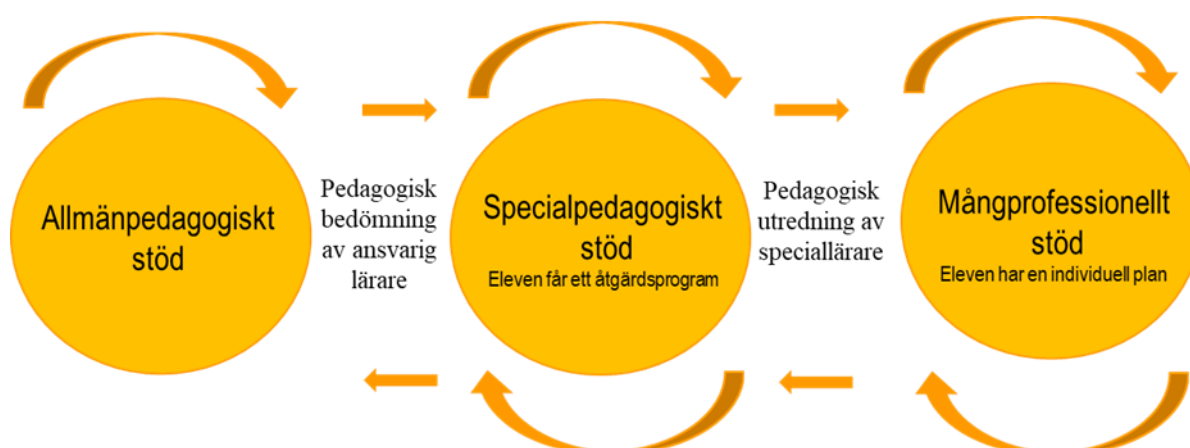 Allmänpedagogiskt
stöd
Pedagogisk
bedömning
av ansvarig
lärare
Specialpedagogiskt
stöd
Eleven får ett åtgärdsprogram
Pedagogisk
utredning av
speciallärare
Mångprofessionellt
stöd
Eleven har en individuell plan